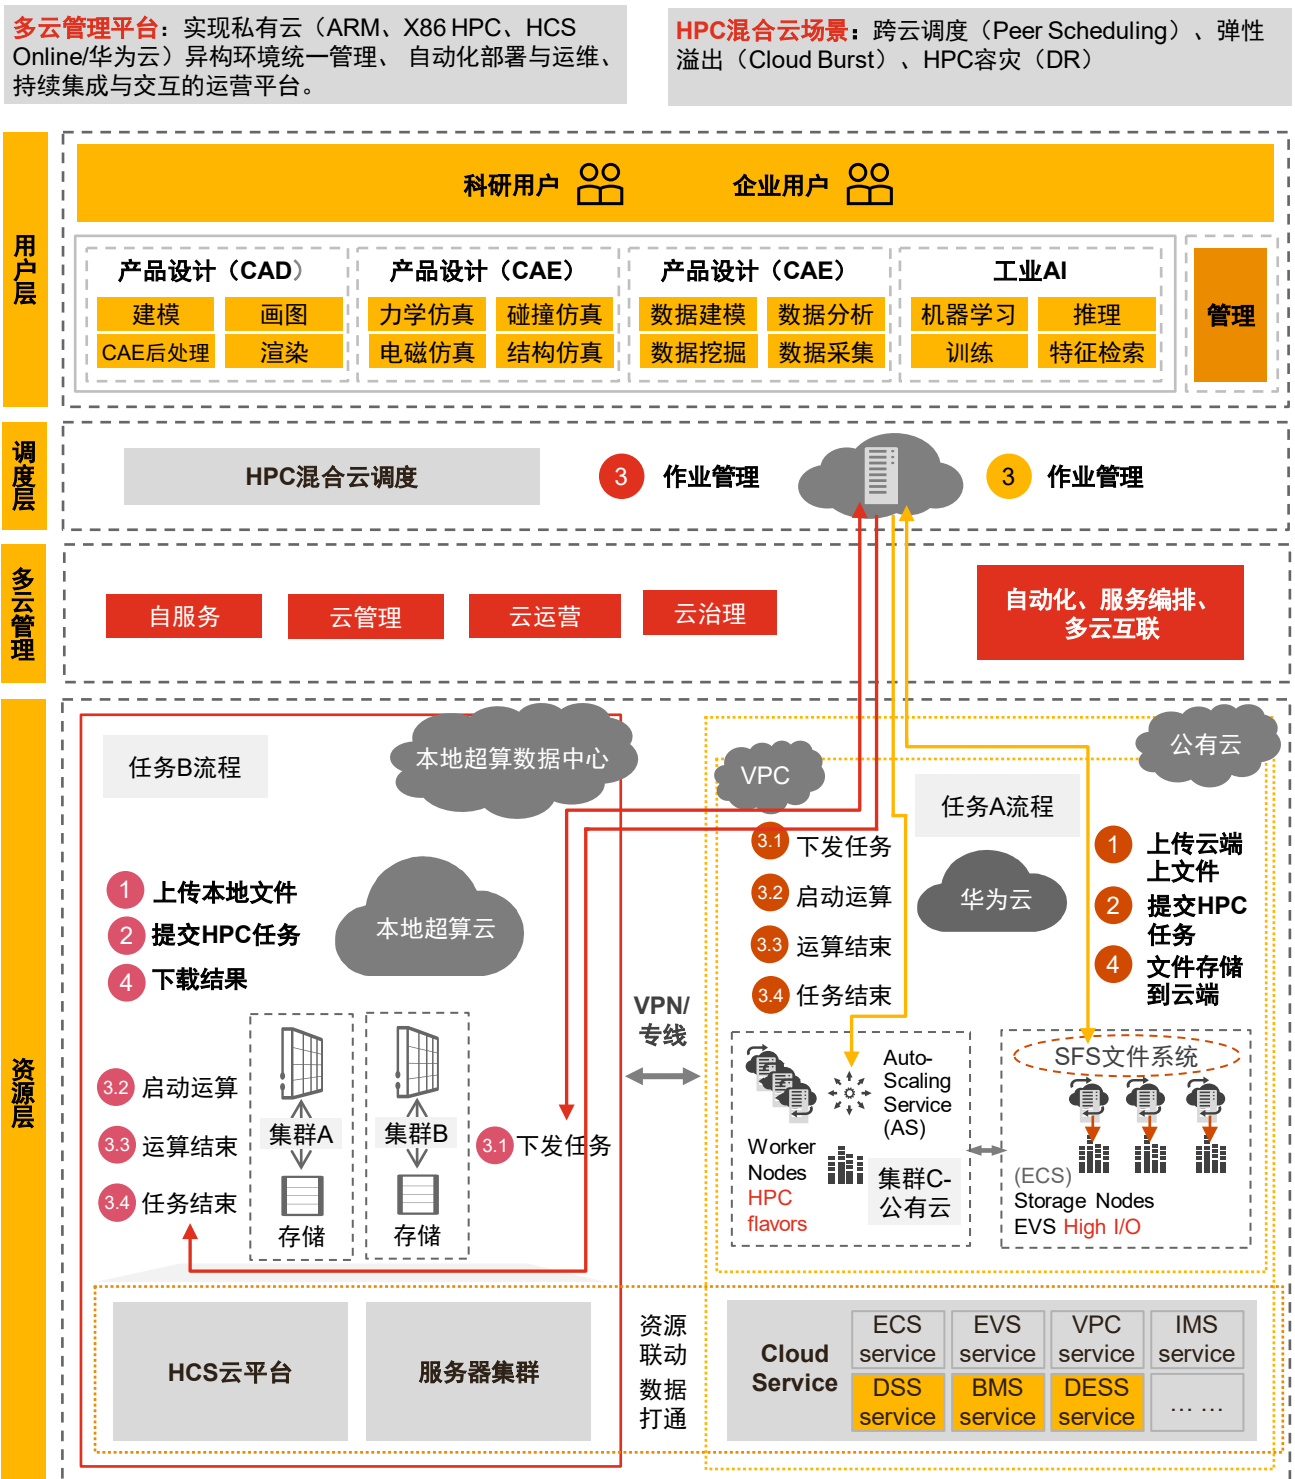 多云管理平台：实现私有云（ARM、X86 HPC、HCS
Online/华为云）异构环境统一管理、 自动化部署与运维、
持续集成与交互的运营平台。
HPC混合云场景：跨云调度（Peer Scheduling）、弹性
溢出（Cloud Burst）、HPC容灾（DR）
用户层
科研用户
企业用户
产品设计（CAD）
建模
画图
CAE后处理
渲染
产品设计（CAE）
力学仿真
碰撞仿真
电磁仿真
结构仿真
产品设计（CAE）
数据建模
数据分析
数据挖掘
数据采集
工业AI
机器学习
推理
训练
特征检索
管理
调度层
HPC混合云调度
3 作业管理
3 作业管理
多云管理
自服务
云管理
云运营
云治理
自动化、服务编排、
多云互联
资源层
任务B流程
本地超算数据中心
本地超算云
1 上传本地文件
2 提交HPC任务
4 下载结果
3.2 启动运算
3.3 运算结束
3.4 任务结束
集群A
存储
集群B
存储
3.1 下发任务
VPN/
专线
公有云
VPC
任务A流程
华为云
3.1 下发任务
3.2 启动运算
3.3 运算结束
3.4 任务结束
1 上传云端
上文件
2 提交HPC
任务
4 文件存储
到云端
Auto-
Scaling
Service
(AS)
Worker
Nodes
HPC
flavors
集群C-
公有云
SFS文件系统
(ECS)
Storage Nodes
EVS High I/O
HCS云平台
服务器集群
资源
联动
数据
打通
Cloud
Service
ECS
service
EVS
service
VPC
service
IMS
service
DSS
service
BMS
service
DESS
service
... ...